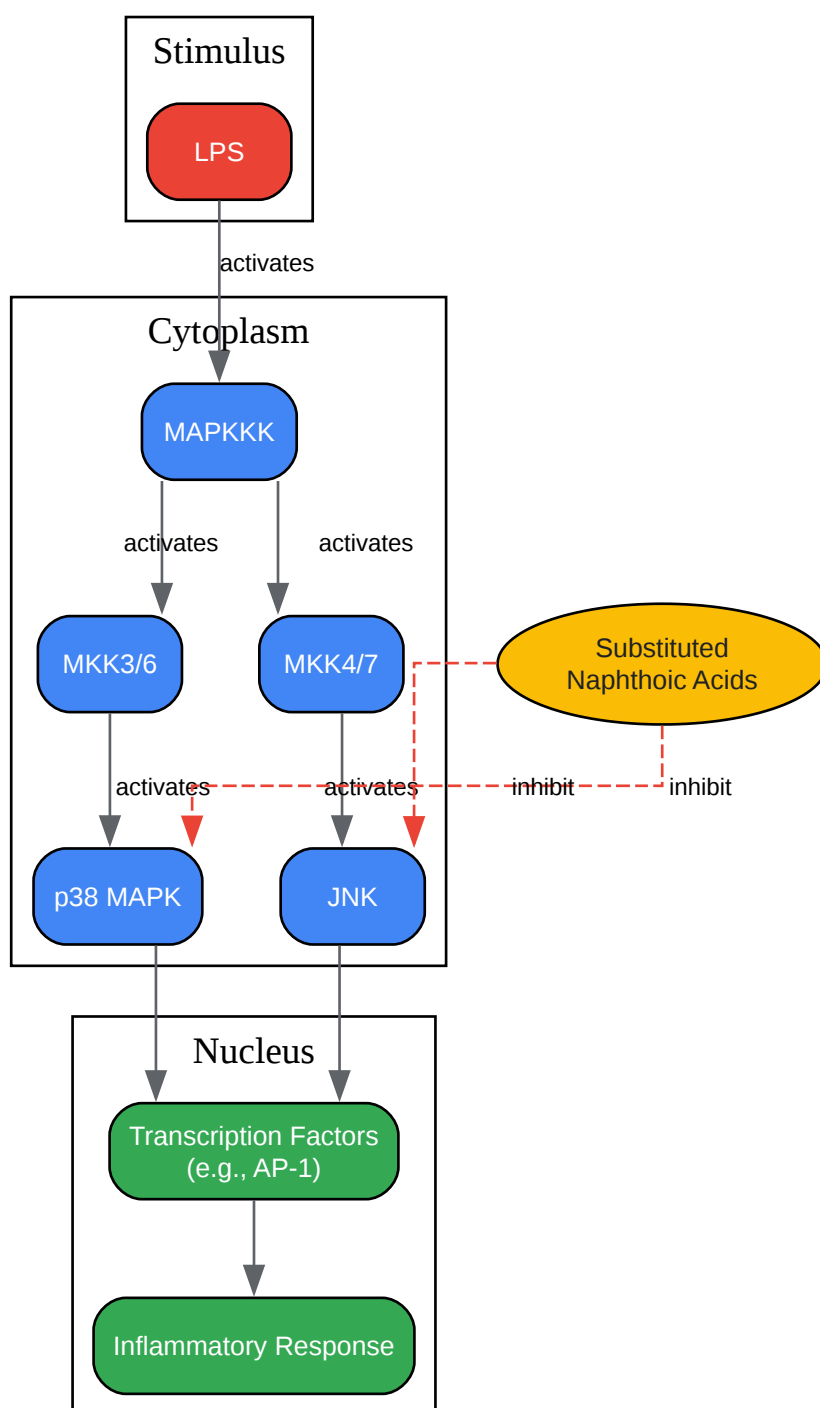 Stimulus
LPS
activates
Cytoplasm
MAPKKK
activates
activates
MKK3/6
MKK4/7
Substituted
Naphthoic Acids
activates
activates
inhibit
inhibit
p38 MAPK
JNK
Nucleus
Transcription Factors
(e.g., AP-1)
Inflammatory Response